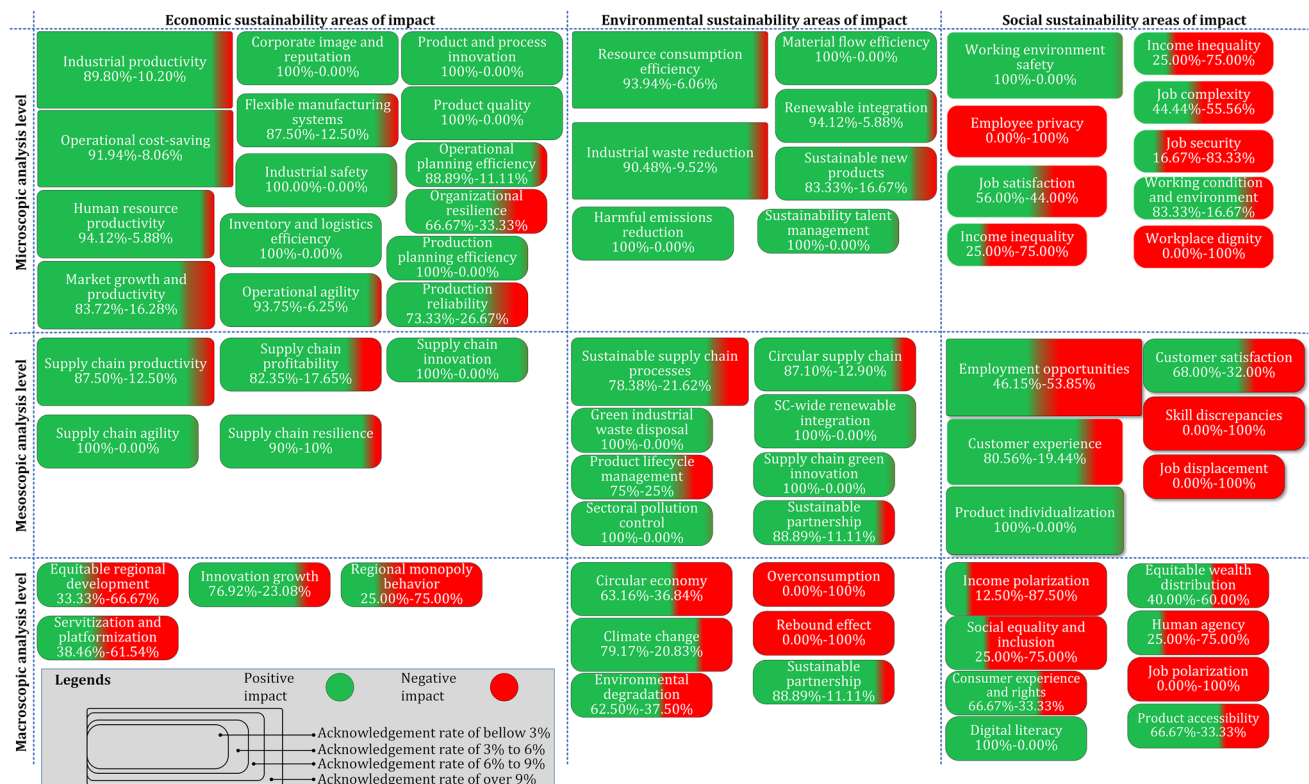 Economic sustainability areas of impact
Environmental sustainability areas of impact
Social sustainability areas of impact
Microscopic analysis level
Industrial productivity
89.80%-10.20%
Corporate image and
reputation
100%-0.00%
Product and process
innovation
100%-0.00%
Operational cost-saving
91.94%-8.06%
Flexible manufacturing
systems
87.50%-12.50%
Product quality
100%-0.00%
Industrial safety
100.00%-0.00%
Operational
planning efficiency
88.89%-11.11%
Human resource
productivity
94.12%-5.88%
Inventory and logistics
efficiency
100%-0.00%
Organizational
resilience
66.67%-33.33%
Production
planning efficiency
100%-0.00%
Market growth and
productivity
83.72%-16.28%
Operational agility
93.75%-6.25%
Production
reliability
73.33%-26.67%
Resource consumption
efficiency
93.94%-6.06%
Material flow efficiency
100%-0.00%
Renewable integration
94.12%-5.88%
Industrial waste reduction
90.48%-9.52%
Sustainable new
products
83.33%-16.67%
Harmful emissions
reduction
100%-0.00%
Sustainability talent
management
100%-0.00%
Working environment
safety
100%-0.00%
Income inequality
25.00%-75.00%
Job complexity
44.44%-55.56%
Employee privacy
0.00%-100%
Job security
16.67%-83.33%
Job satisfaction
56.00%-44.00%
Working condition
and environment
83.33%-16.67%
Income inequality
25.00%-75.00%
Workplace dignity
0.00%-100%
Mesoscopic analysis level
Supply chain productivity
87.50%-12.50%
Supply chain
profitability
82.35%-17.65%
Supply chain
innovation
100%-0.00%
Supply chain agility
100%-0.00%
Supply chain resilience
90%-10%
Sustainable supply chain
processes
78.38%-21.62%
Circular supply chain
87.10%-12.90%
Green industrial
waste disposal
100%-0.00%
SC-wide renewable
integration
100%-0.00%
Product lifecycle
management
75%-25%
Supply chain green
innovation
100%-0.00%
Sectoral pollution
control
100%-0.00%
Sustainable
partnership
88.89%-11.11%
Employment opportunities
46.15%-53.85%
Customer satisfaction
68.00%-32.00%
Skill discrepancies
0.00%-100%
Customer experience
80.56%-19.44%
Job displacement
0.00%-100%
Product individualization
100%-0.00%
Macroscopic analysis level
Equitable regional
development
33.33%-66.67%
Innovation growth
76.92%-23.08%
Regional monopoly
behavior
25.00%-75.00%
Servitization and
platformization
38.46%-61.54%
Circular economy
63.16%-36.84%
Overconsumption
0.00%-100%
Climate change
79.17%-20.83%
Rebound effect
0.00%-100%
Environmental
degradation
62.50%-37.50%
Sustainable
partnership
88.89%-11.11%
Income polarization
12.50%-87.50%
Equitable wealth
distribution
40.00%-60.00%
Social equality and
inclusion
25.00%-75.00%
Human agency
25.00%-75.00%
Consumer experience
and rights
66.67%-33.33%
Job polarization
0.00%-100%
Digital literacy
100%-0.00%
Product accessibility
66.67%-33.33%
Legends
Positive
impact
Negative
impact
Acknowledgement rate of bellow 3%
Acknowledgement rate of 3% to 6%
Acknowledgement rate of 6% to 9%
Acknowledgement rate of over 9%